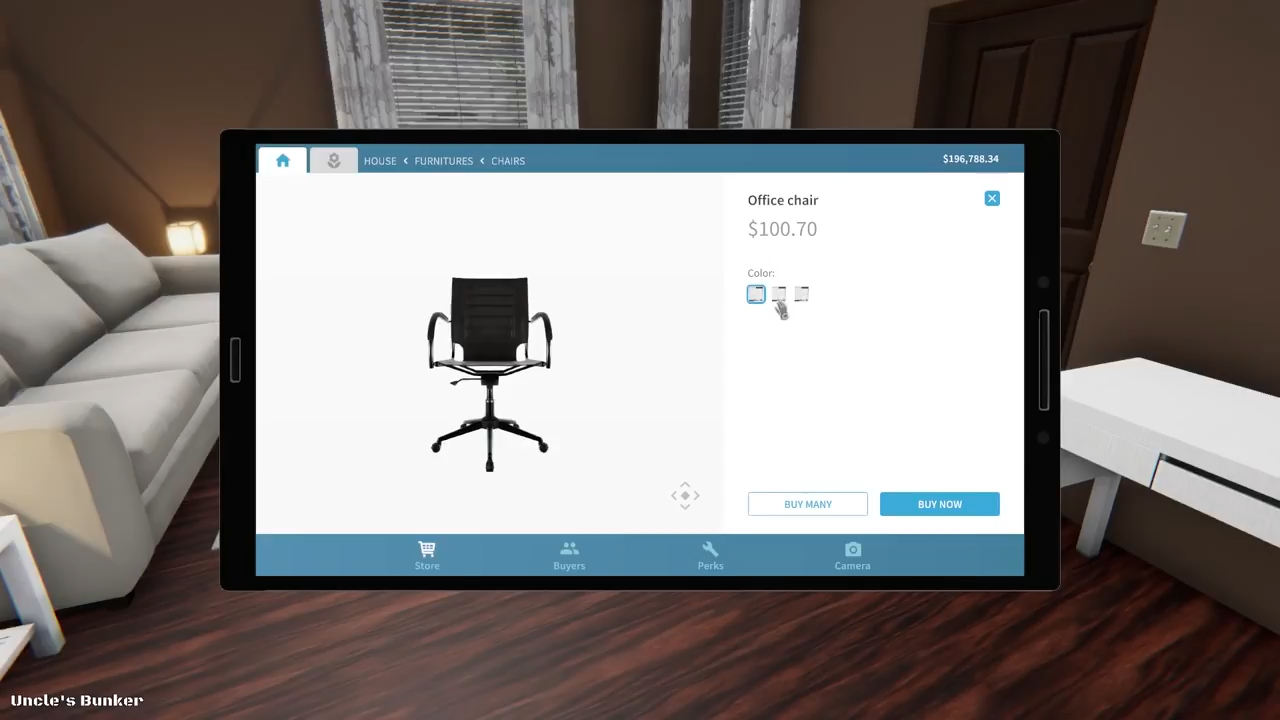 HOUSE < FURNITURES < CHAIRS
$196,788.34
Office chair
$100.70
Color:
BUY MANY
BUY NOW
Store
Buyers
Perks
Camera
Uncle's Bunker